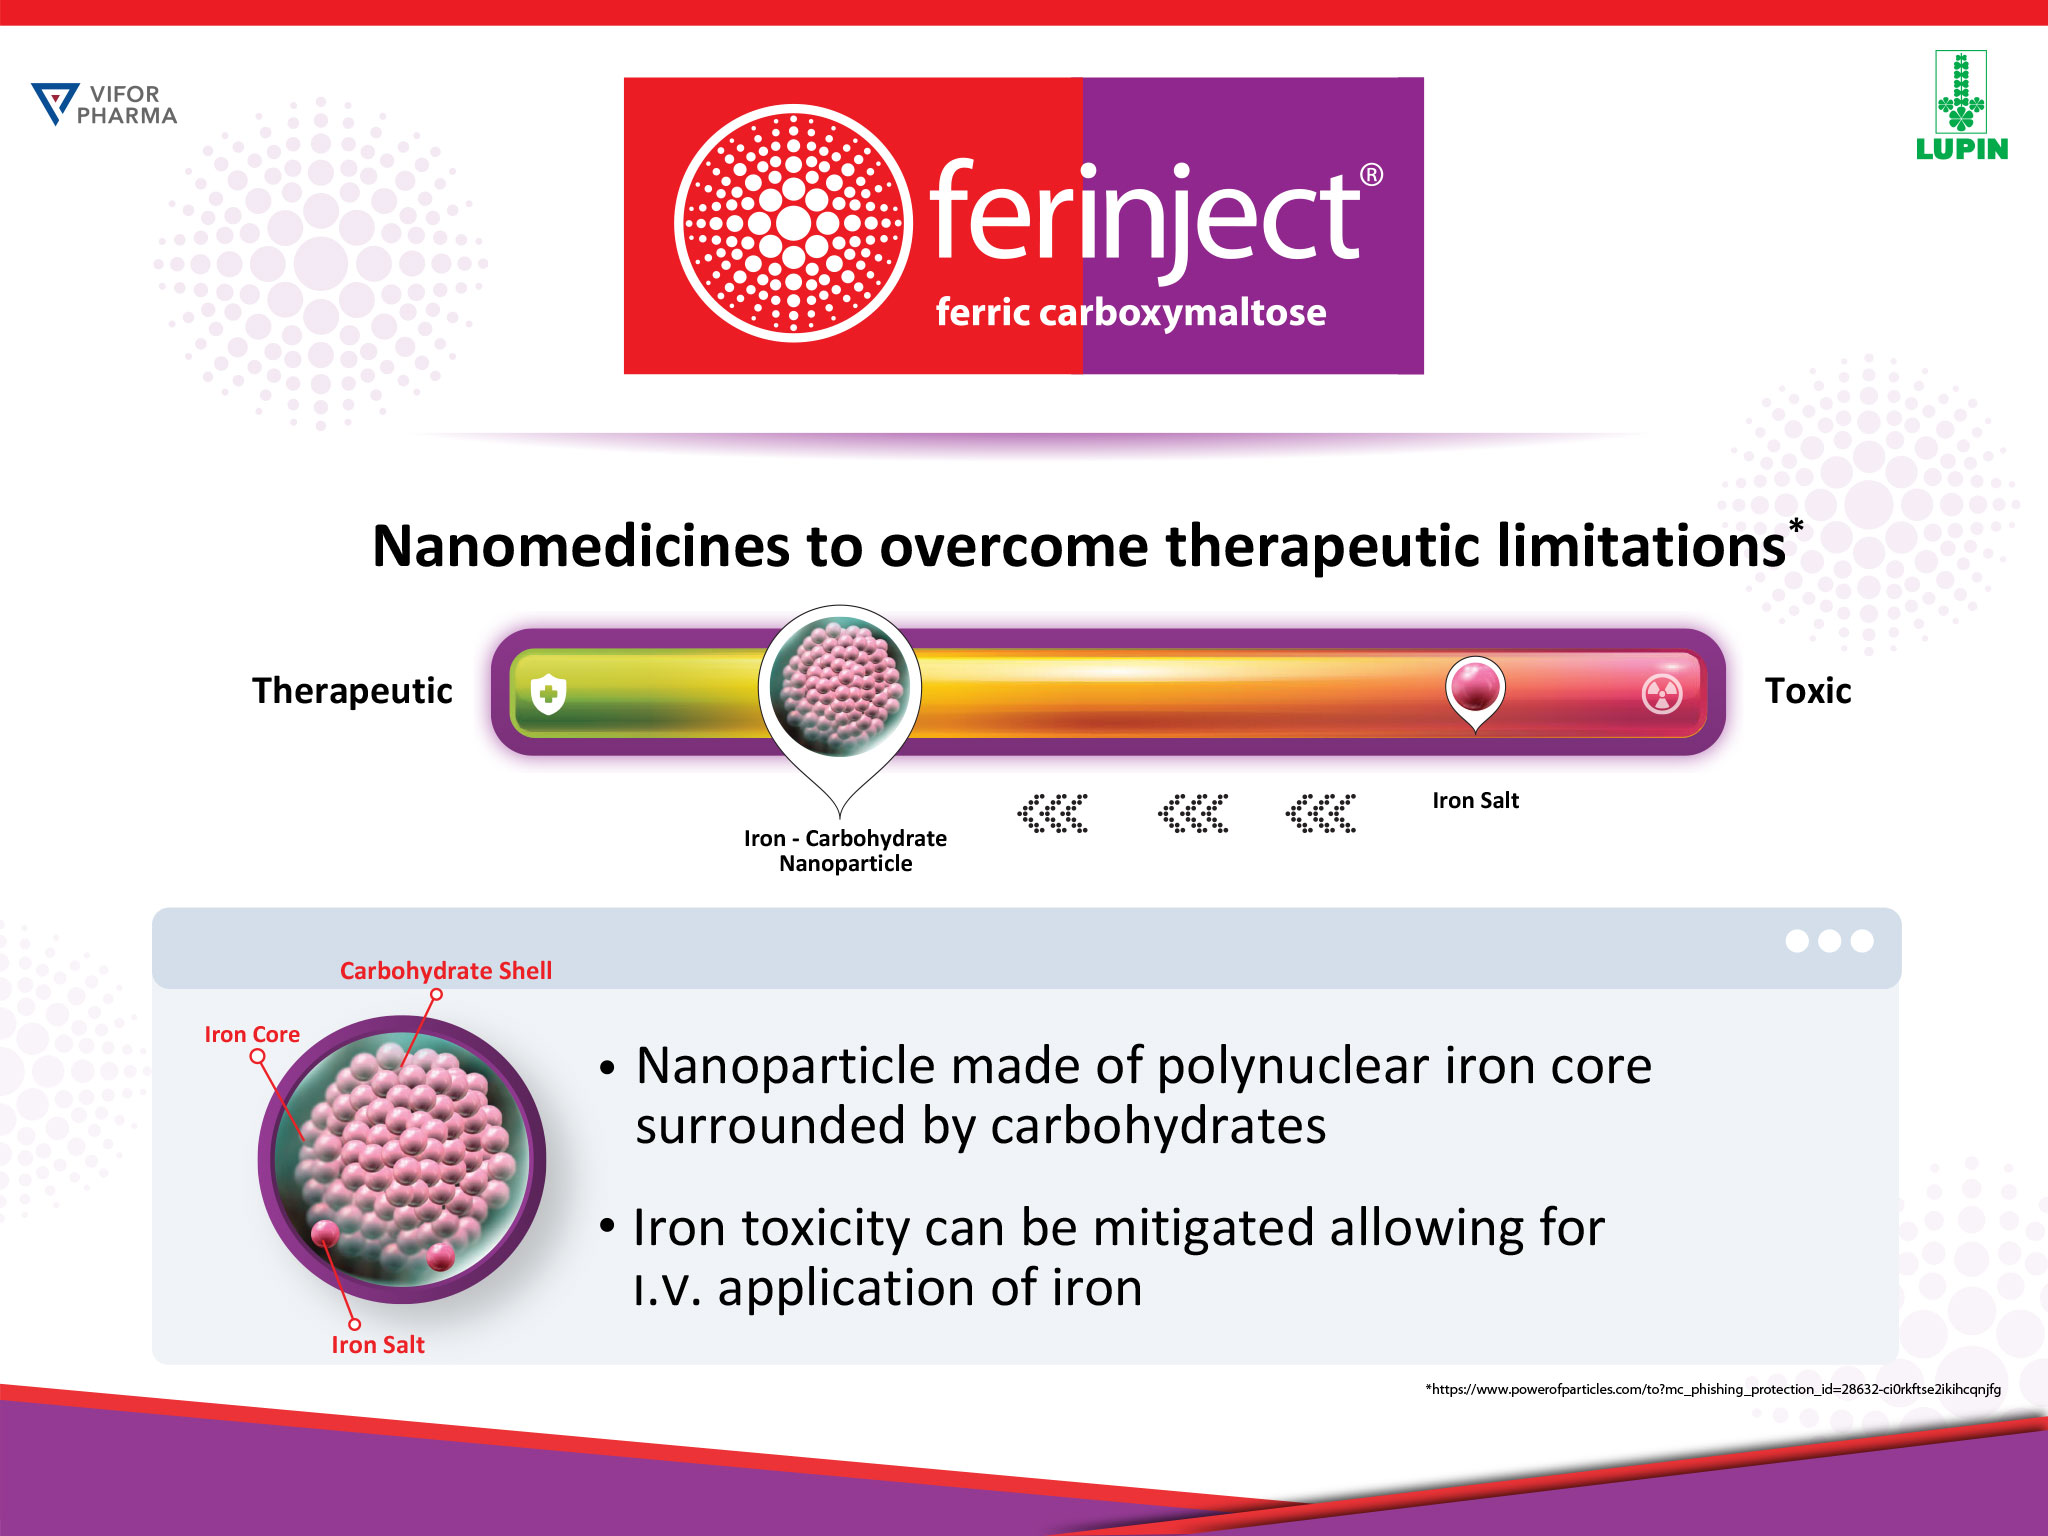 VIFOR
PHARMA
LUPIN
ferinject®
ferric carboxymaltose
Nanomedicines to overcome therapeutic limitations*
Therapeutic
Toxic
Iron Salt
Iron - Carbohydrate
Nanoparticle
Carbohydrate Shell
Iron Core
• Nanoparticle made of polynuclear iron core
surrounded by carbohydrates
• Iron toxicity can be mitigated allowing for
I.V. application of iron
Iron Salt
*https://www.powerofparticles.com/to?mc_phishing_protection_id=28632-ci0rkftse2ikihcqnjfg